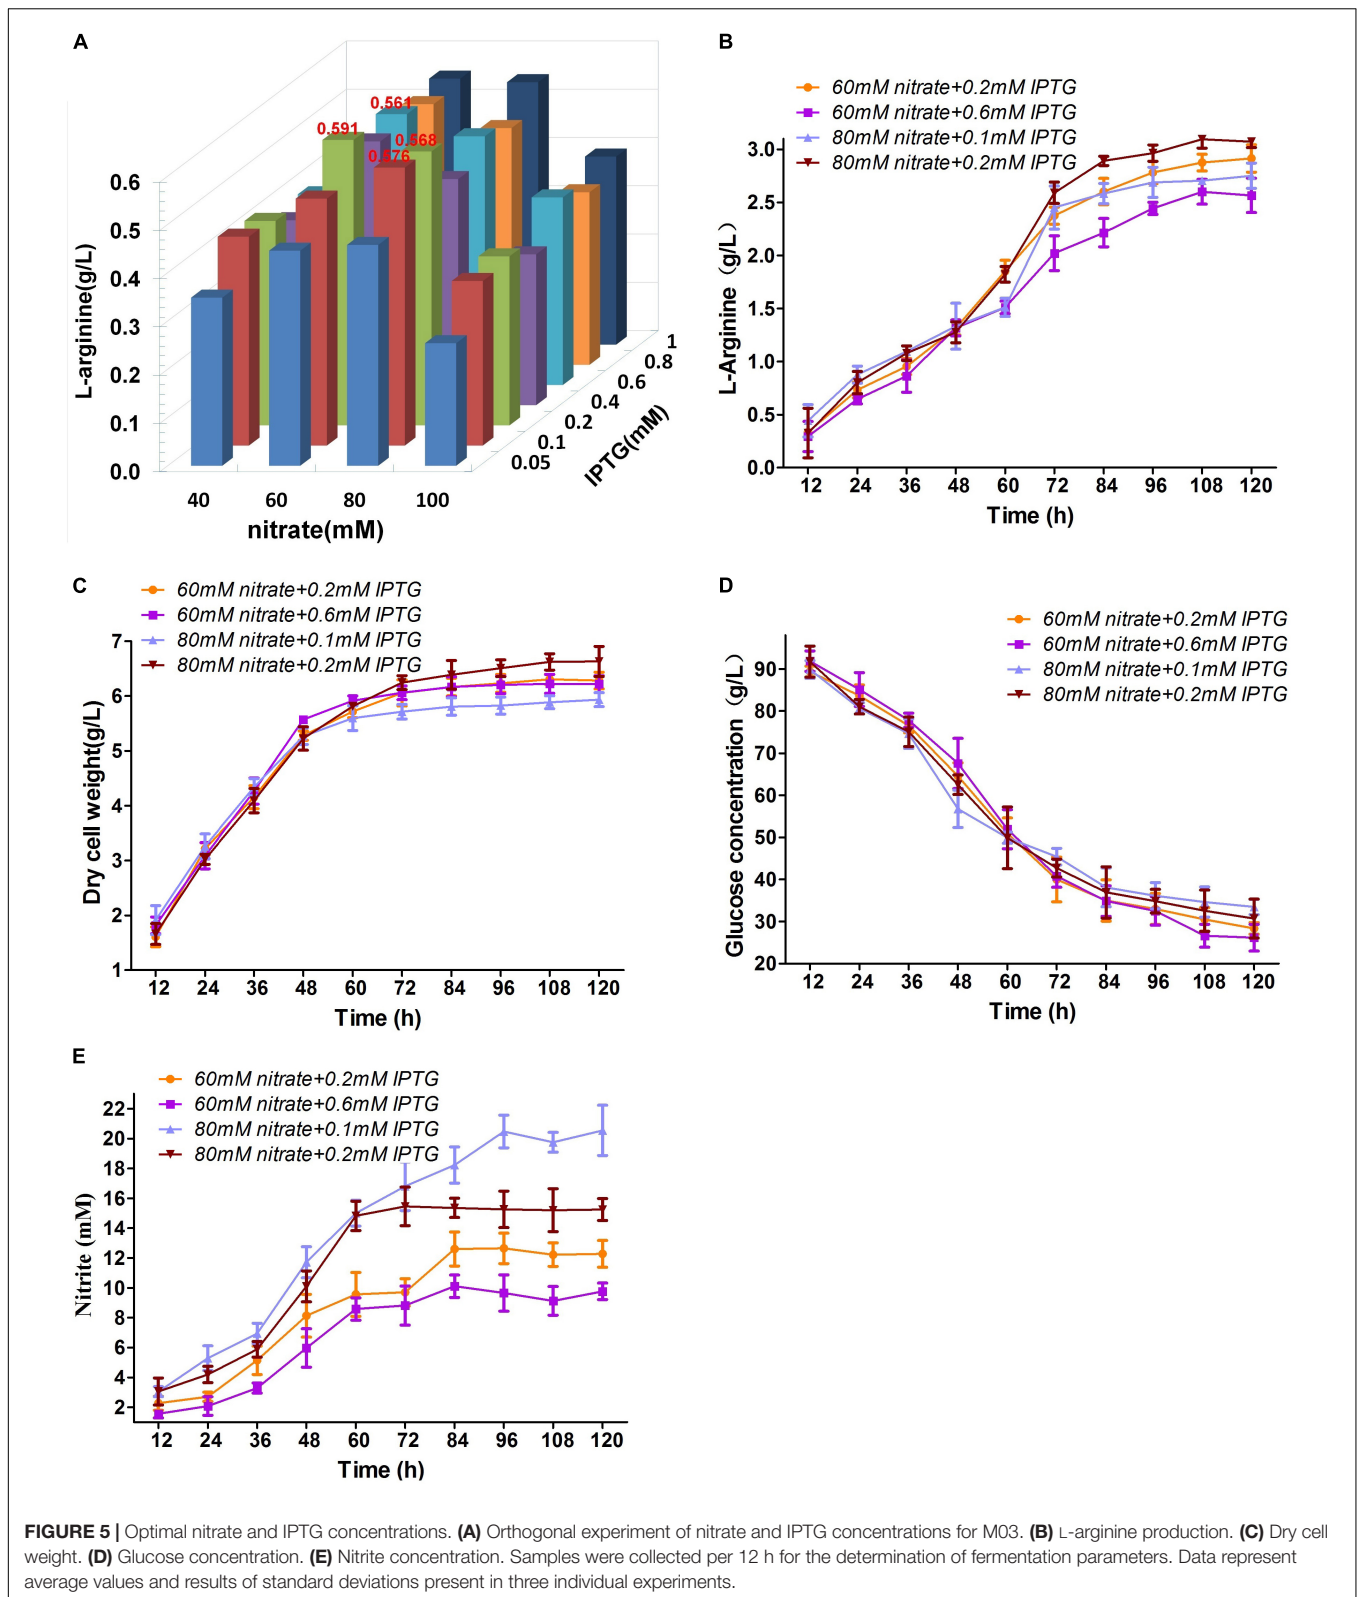 A
0.561
0.591
0.568
0.576
0.6
0.5
0.4
0.3
0.2
0.1
0.0
L-arginine(g/L)
40 60 80 100
nitrate(mM)
0.05
0.1
0.2
0.4
0.6
0.8
1
IPTG(mM)
B
60mM nitrate+0.2mM IPTG
60mM nitrate+0.6mM IPTG
80mM nitrate+0.1mM IPTG
80mM nitrate+0.2mM IPTG
3.0
2.5
2.0
1.5
1.0
0.5
0.0
L-Arginine (g/L)
12 24 36 48 60 72 84 96 108 120
Time (h)
C
60mM nitrate+0.2mM IPTG
60mM nitrate+0.6mM IPTG
80mM nitrate+0.1mM IPTG
80mM nitrate+0.2mM IPTG
7
6
5
4
3
2
1
Dry cell weight(g/L)
12 24 36 48 60 72 84 96 108 120
Time (h)
D
60mM nitrate+0.2mM IPTG
60mM nitrate+0.6mM IPTG
80mM nitrate+0.1mM IPTG
80mM nitrate+0.2mM IPTG
90
80
70
60
50
40
30
20
Glucose concentration (g/L)
12 24 36 48 60 72 84 96 108 120
Time (h)
E
60mM nitrate+0.2mM IPTG
60mM nitrate+0.6mM IPTG
80mM nitrate+0.1mM IPTG
80mM nitrate+0.2mM IPTG
22
20
18
16
14
12
10
8
6
4
2
Nitrite (mM)
12 24 36 48 60 72 84 96 108 120
Time (h)
FIGURE 5 | Optimal nitrate and IPTG concentrations. (A) Orthogonal experiment of nitrate and IPTG concentrations for M03. (B) L-arginine production. (C) Dry cell
weight. (D) Glucose concentration. (E) Nitrite concentration. Samples were collected per 12 h for the determination of fermentation parameters. Data represent
average values and results of standard deviations present in three individual experiments.